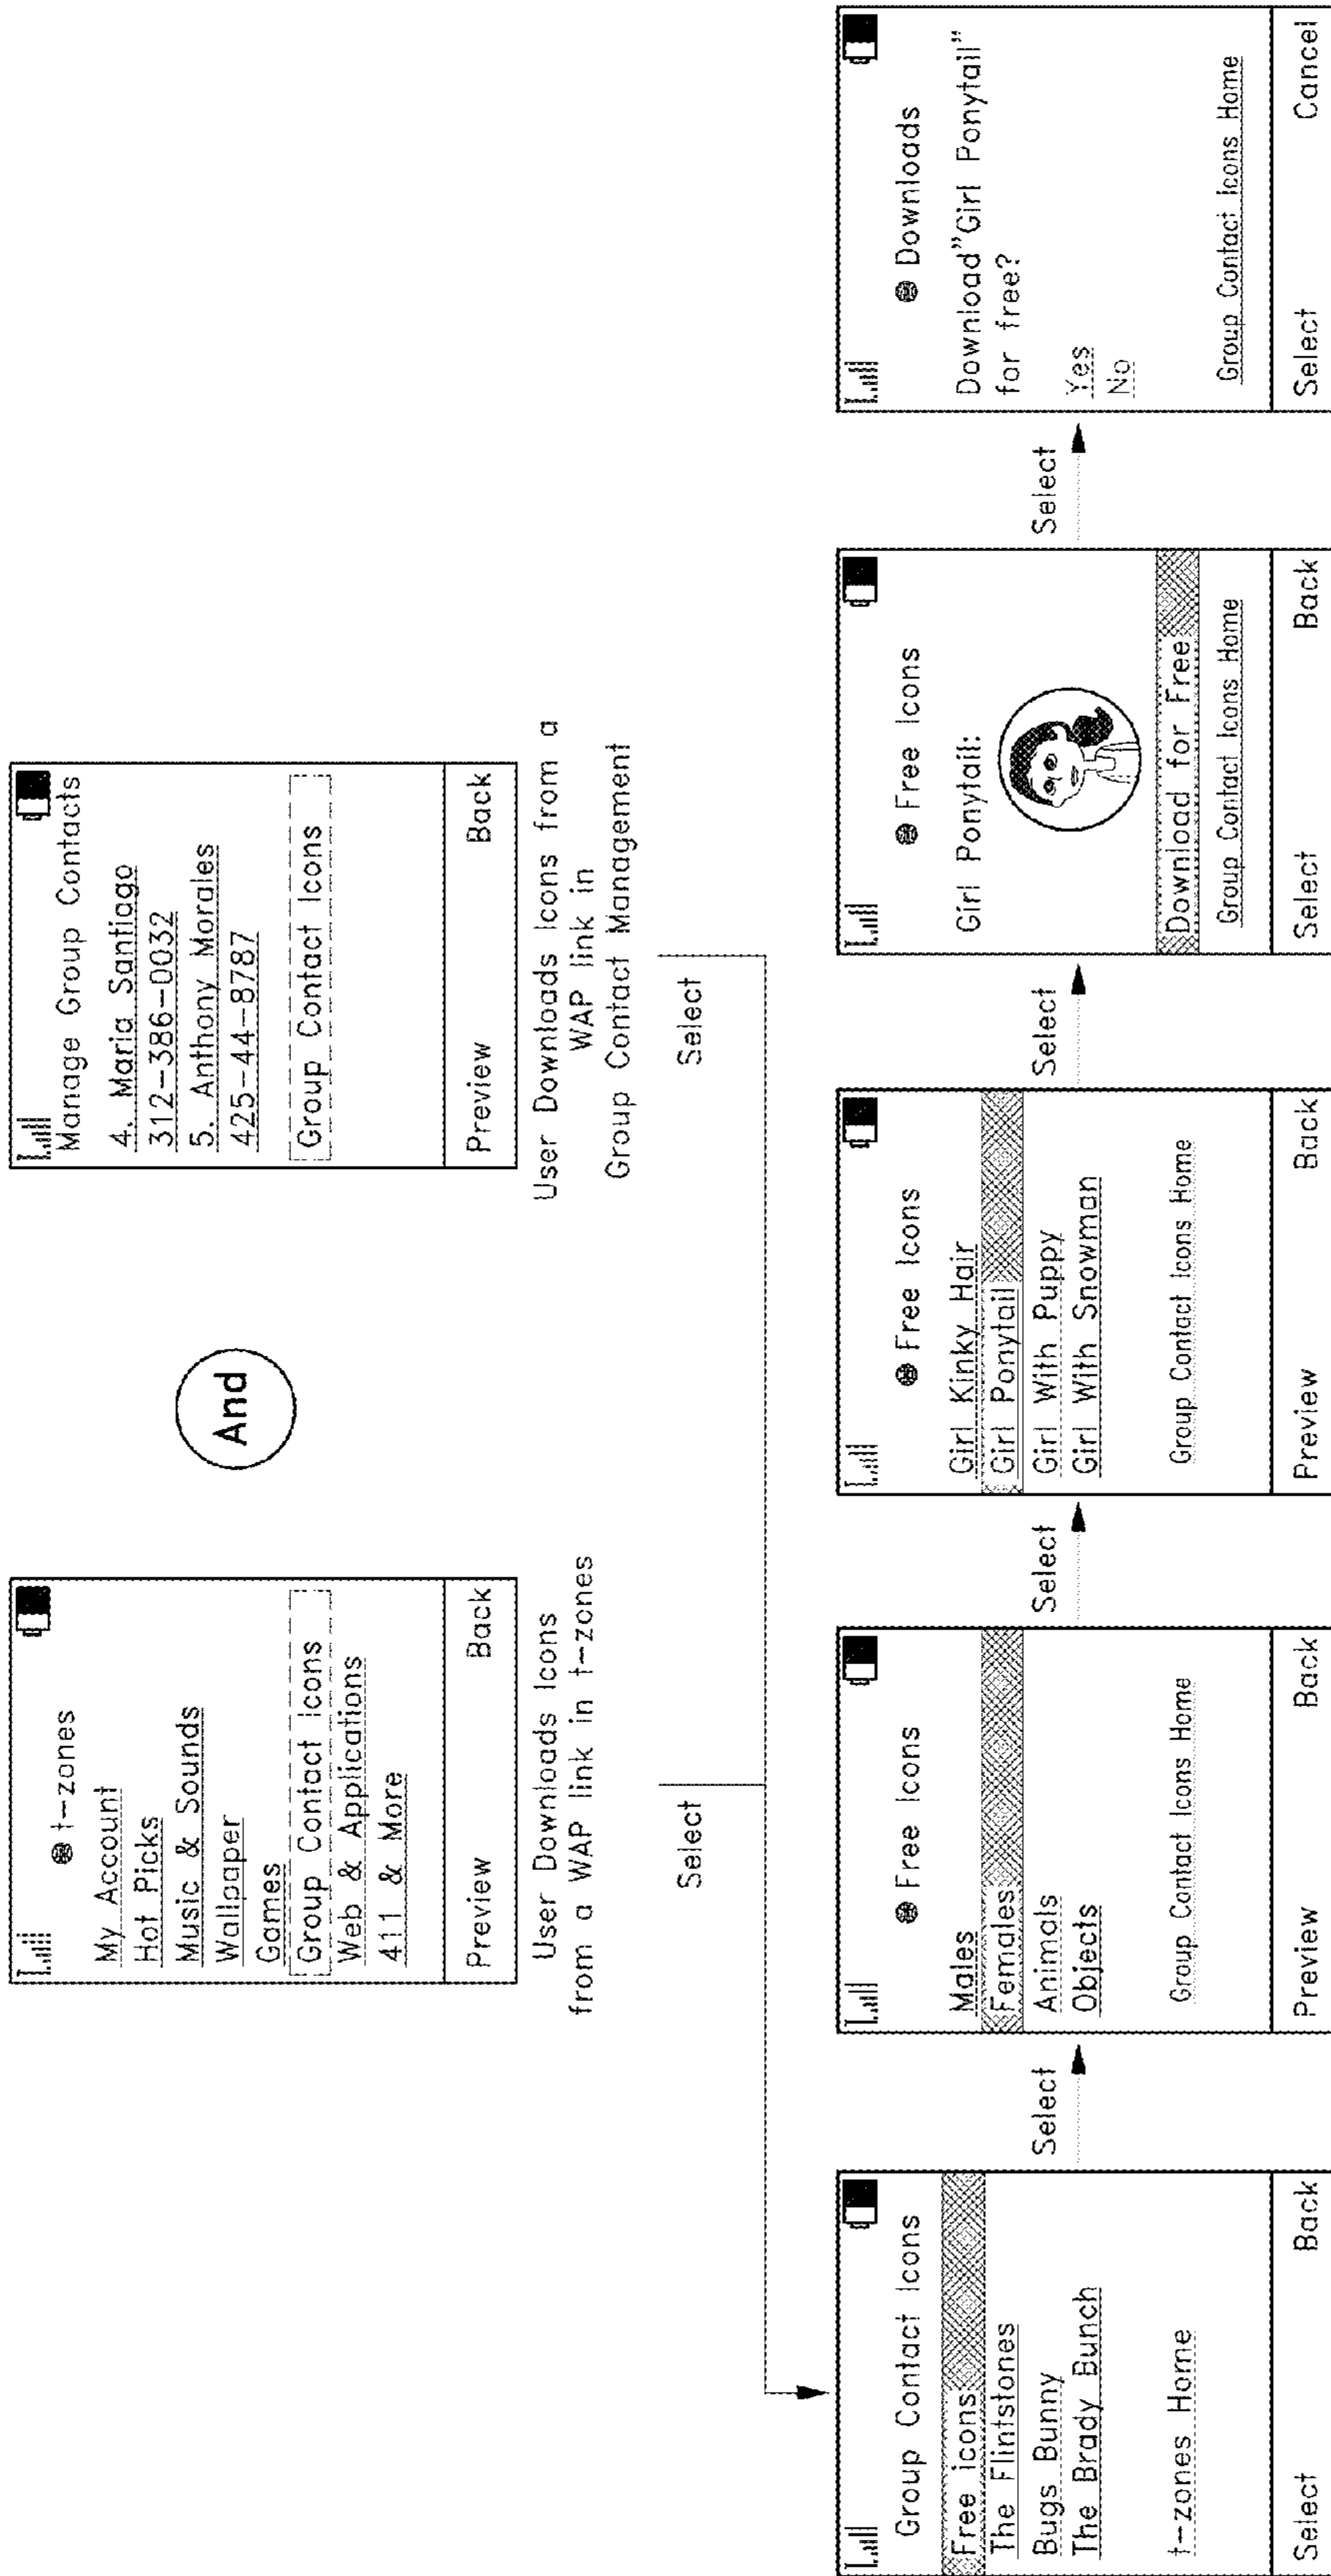 t-zones
My Account
Hot Picks
Music & Sounds
Wallpaper
Games
Group Contact Icons
Web & Applications
411 & More
Preview Back
User Downloads Icons
from a WAP link in t-zones
Select
And
Manage Group Contacts
4. Maria Santiago
312-386-0032
5. Anthony Morales
425-44-8787
Group Contact Icons
Preview Back
User Downloads Icons from a
WAP link in
Group Contact Management
Select
Group Contact Icons
Free icons
The Flintstones
Bugs Bunny
The Brady Bunch
t-zones Home
Select Back
Select
Free Icons
Males
Females
Animals
Objects
Group Contact Icons Home
Preview Back
Select
Free Icons
Girl Kinky Hair
Girl Ponytail
Girl With Puppy
Girl With Snowman
Group Contact Icons Home
Preview Back
Select
Free Icons
Girl Ponytail:
Download for Free
Group Contact Icons Home
Select Back
Select
Downloads
Download"Girl Ponytail"
for free?
Yes
No
Group Contact Icons Home
Select Cancel